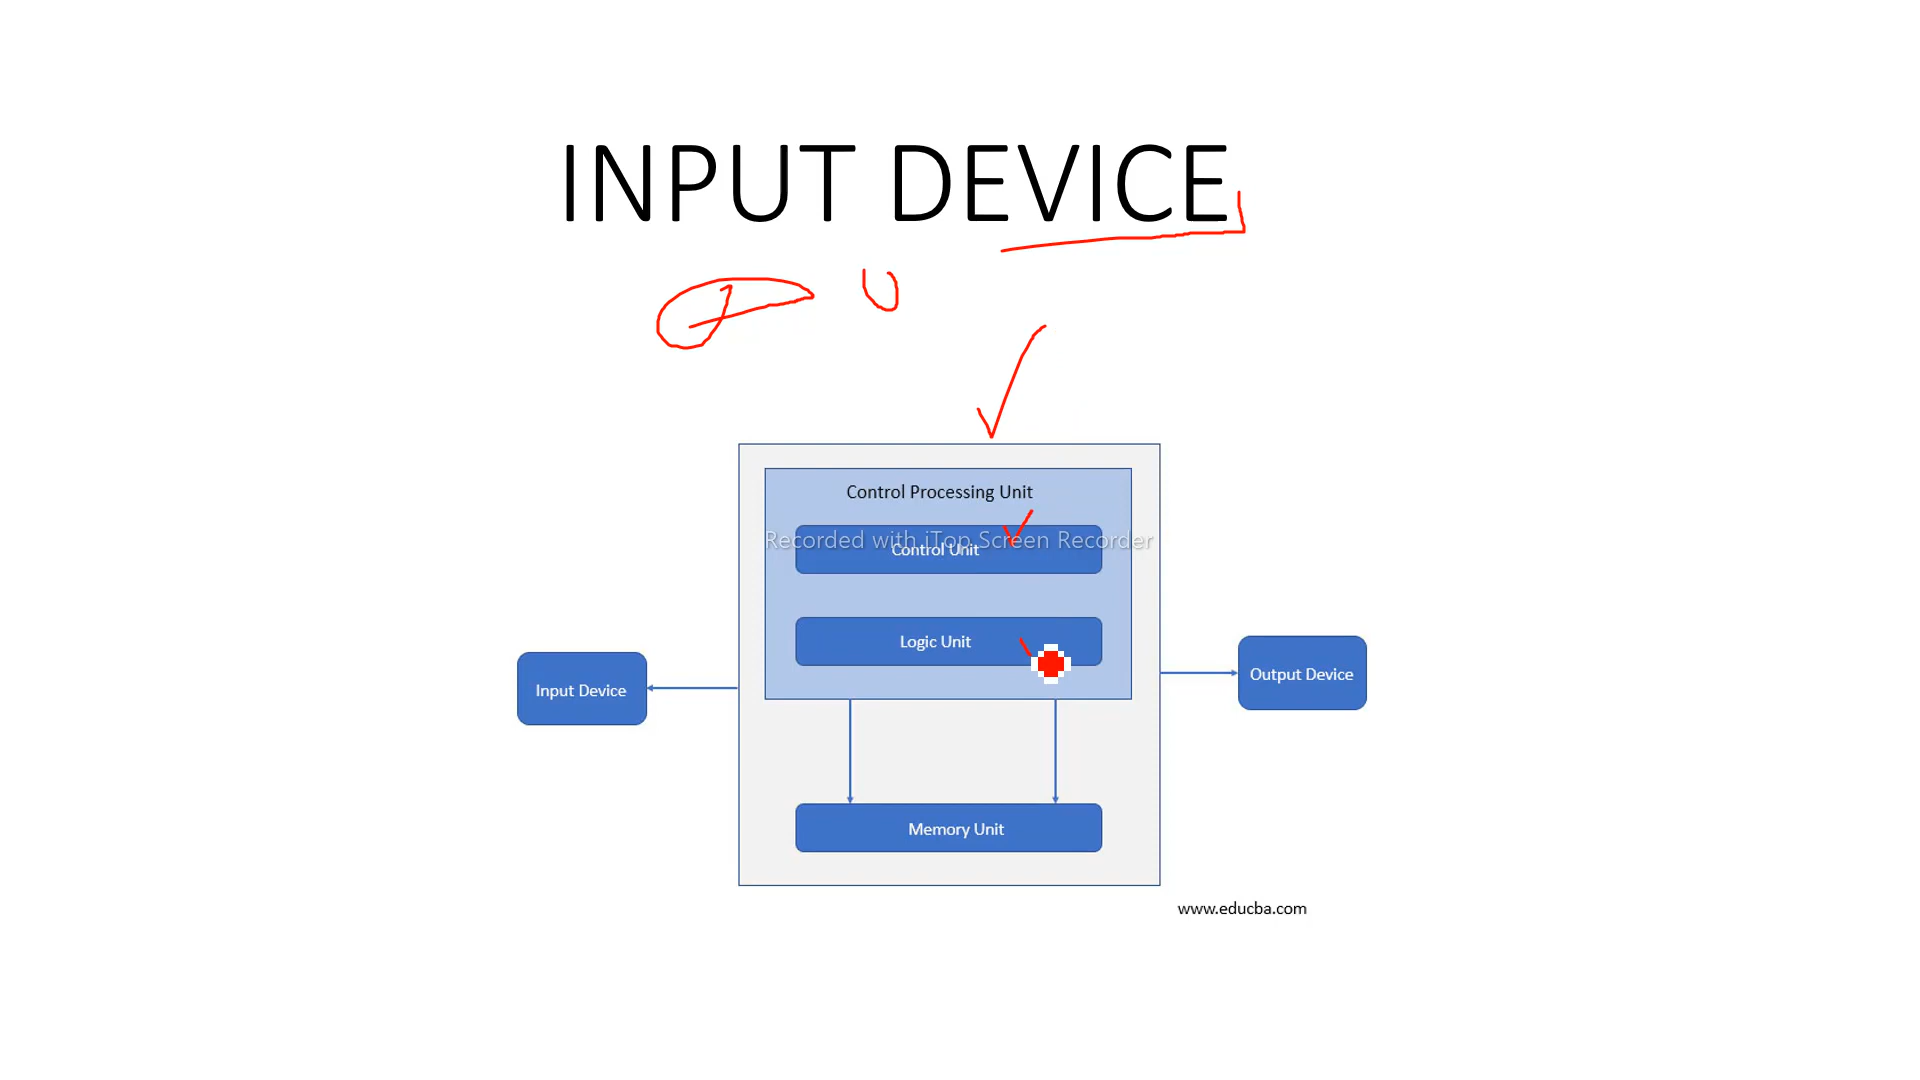 INPUT DEVICE
Control Processing Unit
Recorded with iTop Screen Recorder
Control Unit
Logic Unit
Input Device
Output Device
Memory Unit
www.educba.com